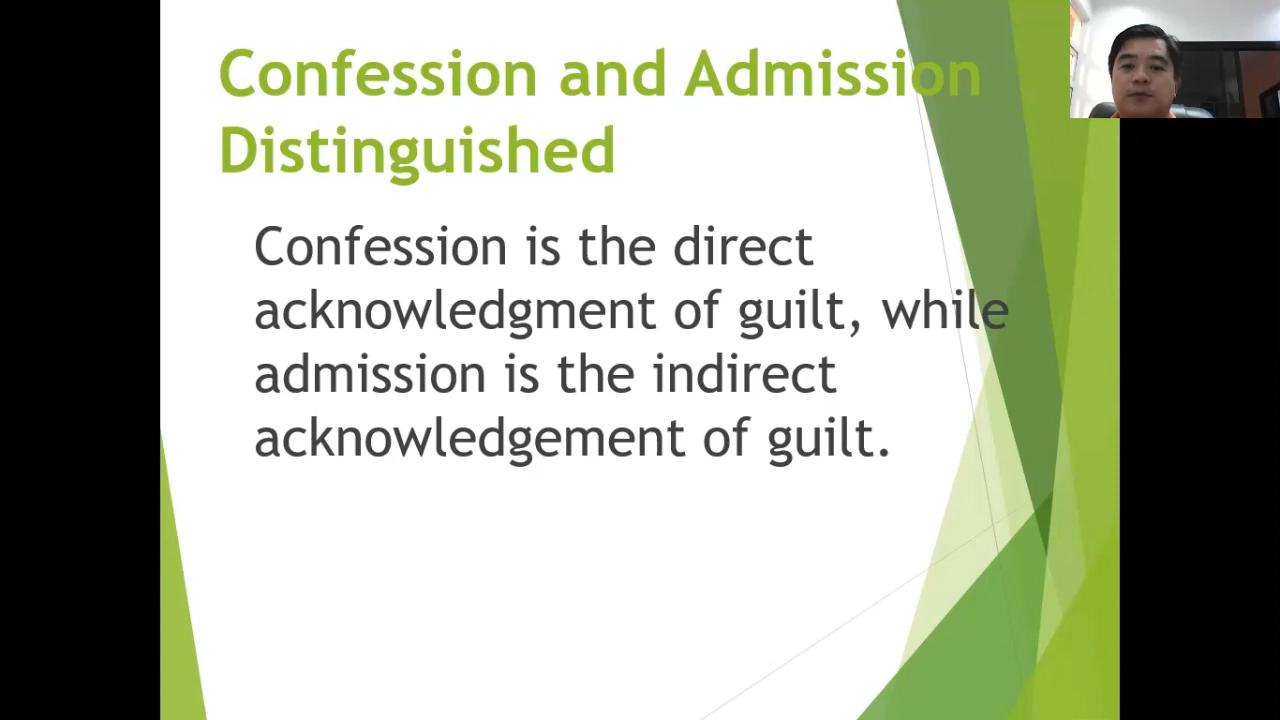 Confession and Admission
Distinguished
Confession is the direct
acknowledgment of guilt, while
admission is the indirect
acknowledgement of guilt.